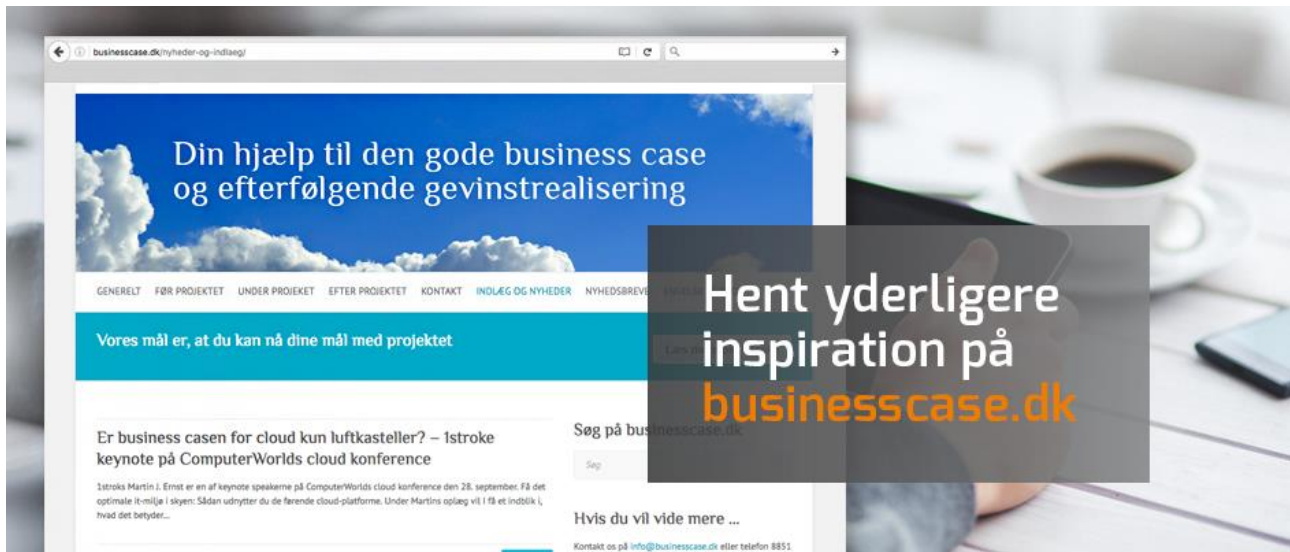 businesscase.dk/nyheder-og-indlaeg/
Din hjælp til den gode business case
og efterfølgende gevinstrealisering
GENERELT FØR PROJEKTET UNDER PROJEKET EFTER PROJEKTET KONTAKT INDLÆG OG NYHEDER NYHEDSBREVE
Vores mål er, at du kan nå dine mål med projektet
Læs
Hent yderligere
inspiration på
businesscase.dk
Er business casen for cloud kun luftkasteller? – 1stroke
keynote på ComputerWorlds cloud konference
1stroks Martin J. Ernst er en af keynote speakerne på ComputerWorlds cloud konference den 28. september. Få det
optimale it-miljø i skyen: Sådan udnytter du de førende cloud-platforme. Under Martins oplæg vil I få et indblik i,
hvad det betyder...
Søg på businesscase.dk
Søg
Hvis du vil vide mere ...
Kontakt os på info@businesscase.dk eller telefon 8851